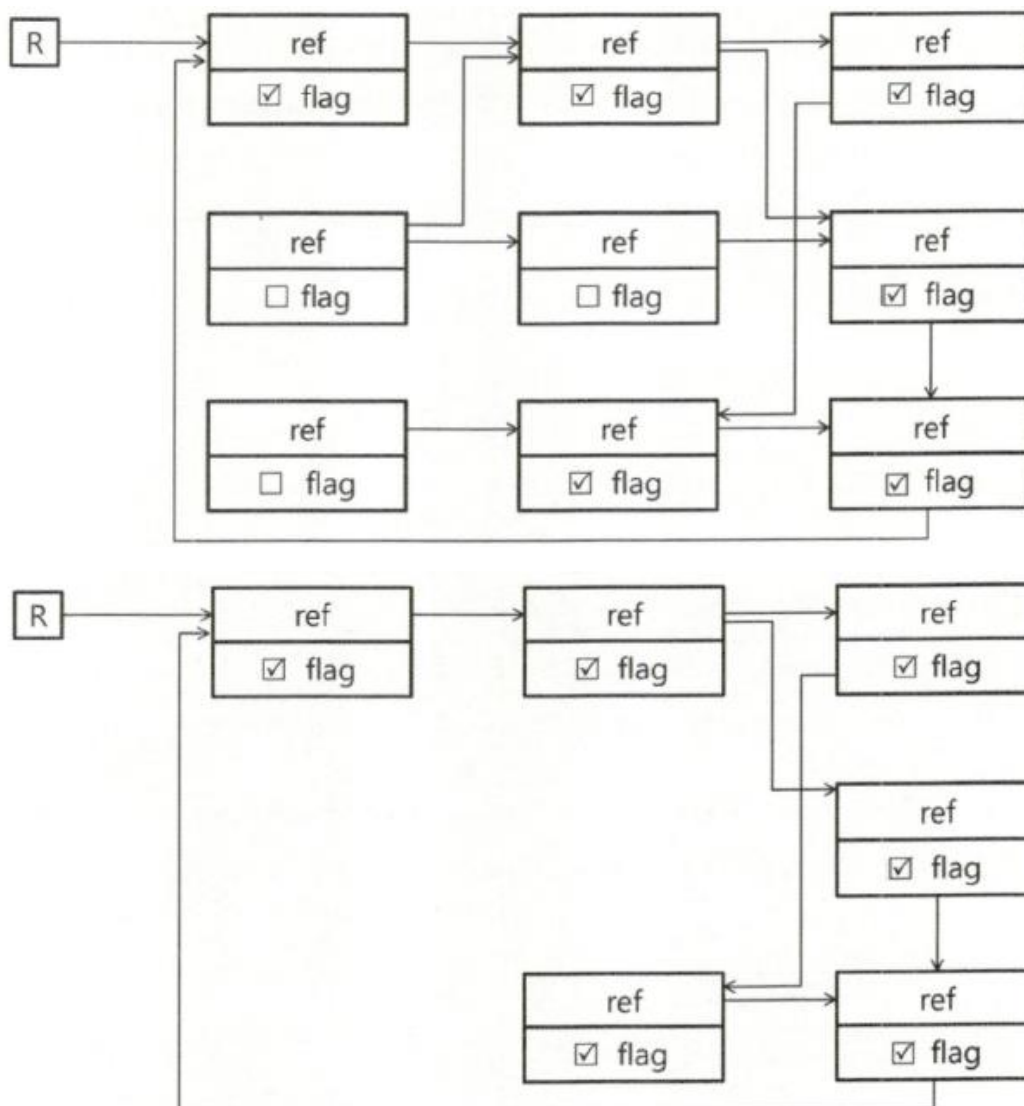 R ref ref ref
☑ flag ☑ flag ☑ flag
ref ref ref
☐ flag ☐ flag ☑ flag
ref ref ref
☐ flag ☑ flag ☑ flag
R ref ref ref
☑ flag ☑ flag ☑ flag
ref
☑ flag
ref ref
☑ flag ☑ flag